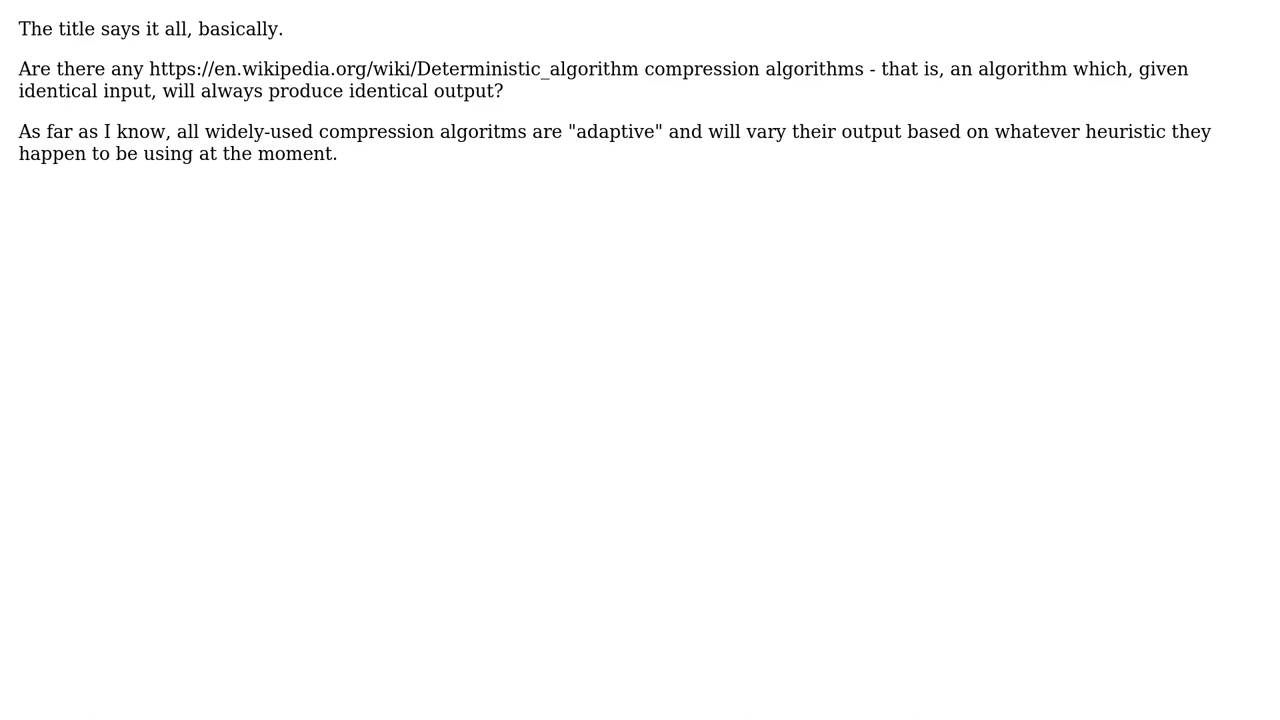 The title says it all, basically.
Are there any https://en.wikipedia.org/wiki/Deterministic_algorithm compression algorithms - that is, an algorithm which, given
identical input, will always produce identical output?
As far as I know, all widely-used compression algoritms are "adaptive" and will vary their output based on whatever heuristic they
happen to be using at the moment.